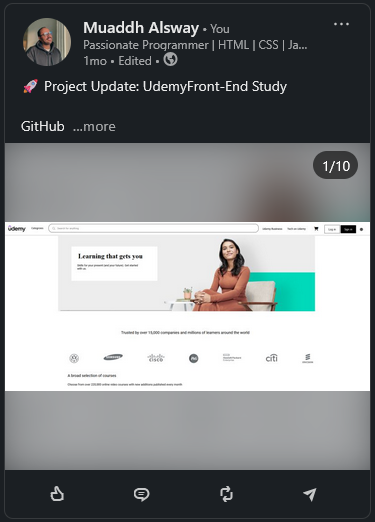 Muaddh Alsway • You
Passionate Programmer | HTML | CSS | Ja...
1mo • Edited •
🚀 Project Update: UdemyFront-End Study
GitHub ...more
1/10
udemy
Categories
Search for anything
Udemy Business
Teach on Udemy
Log in
Sign up
Learning that gets you
Skills for your present (and your future). Get started
with us.
Trusted by over 15,000 companies and millions of learners around the world
SAMSUNG
CISCO
citi
A broad selection of courses
Choose from over 220,000 online video courses with new additions published every month